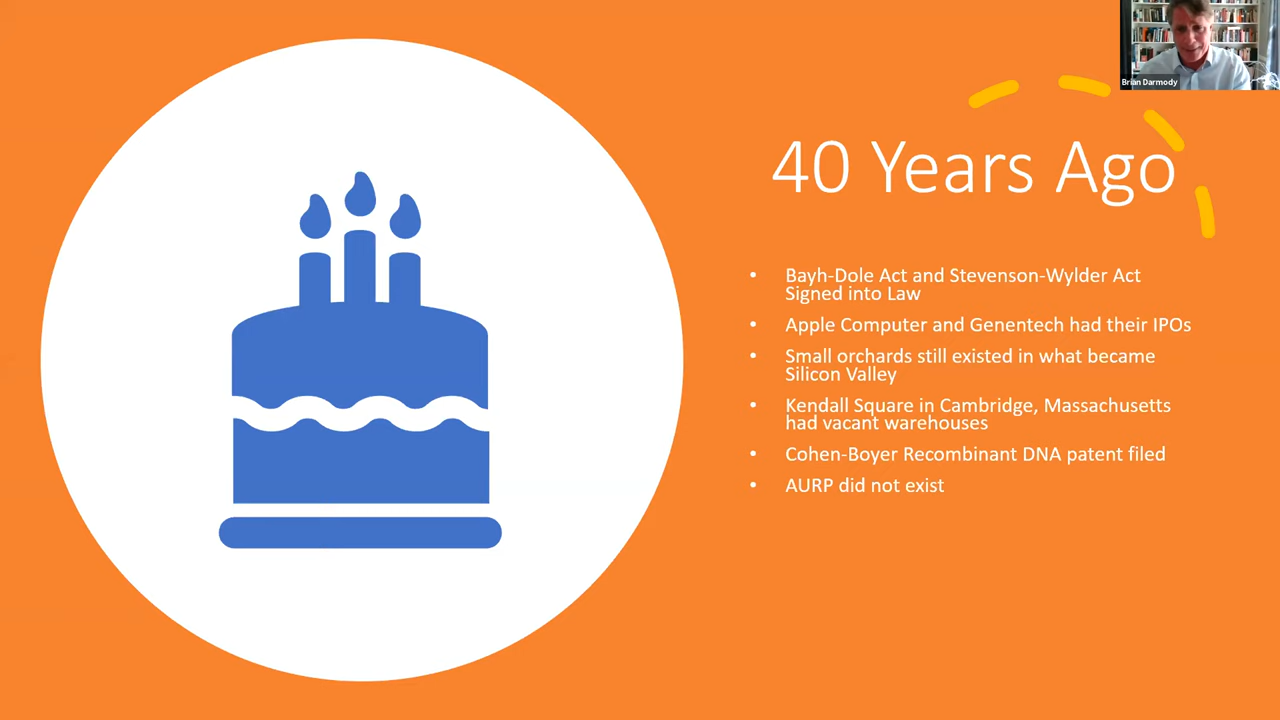 Brian Darmody
40 Years Ago
• Bayh-Dole Act and Stevenson-Wylder Act
Signed into Law
• Apple Computer and Genentech had their IPOs
• Small orchards still existed in what became
Silicon Valley
• Kendall Square in Cambridge, Massachusetts
had vacant warehouses
• Cohen-Boyer Recombinant DNA patent filed
• AURP did not exist